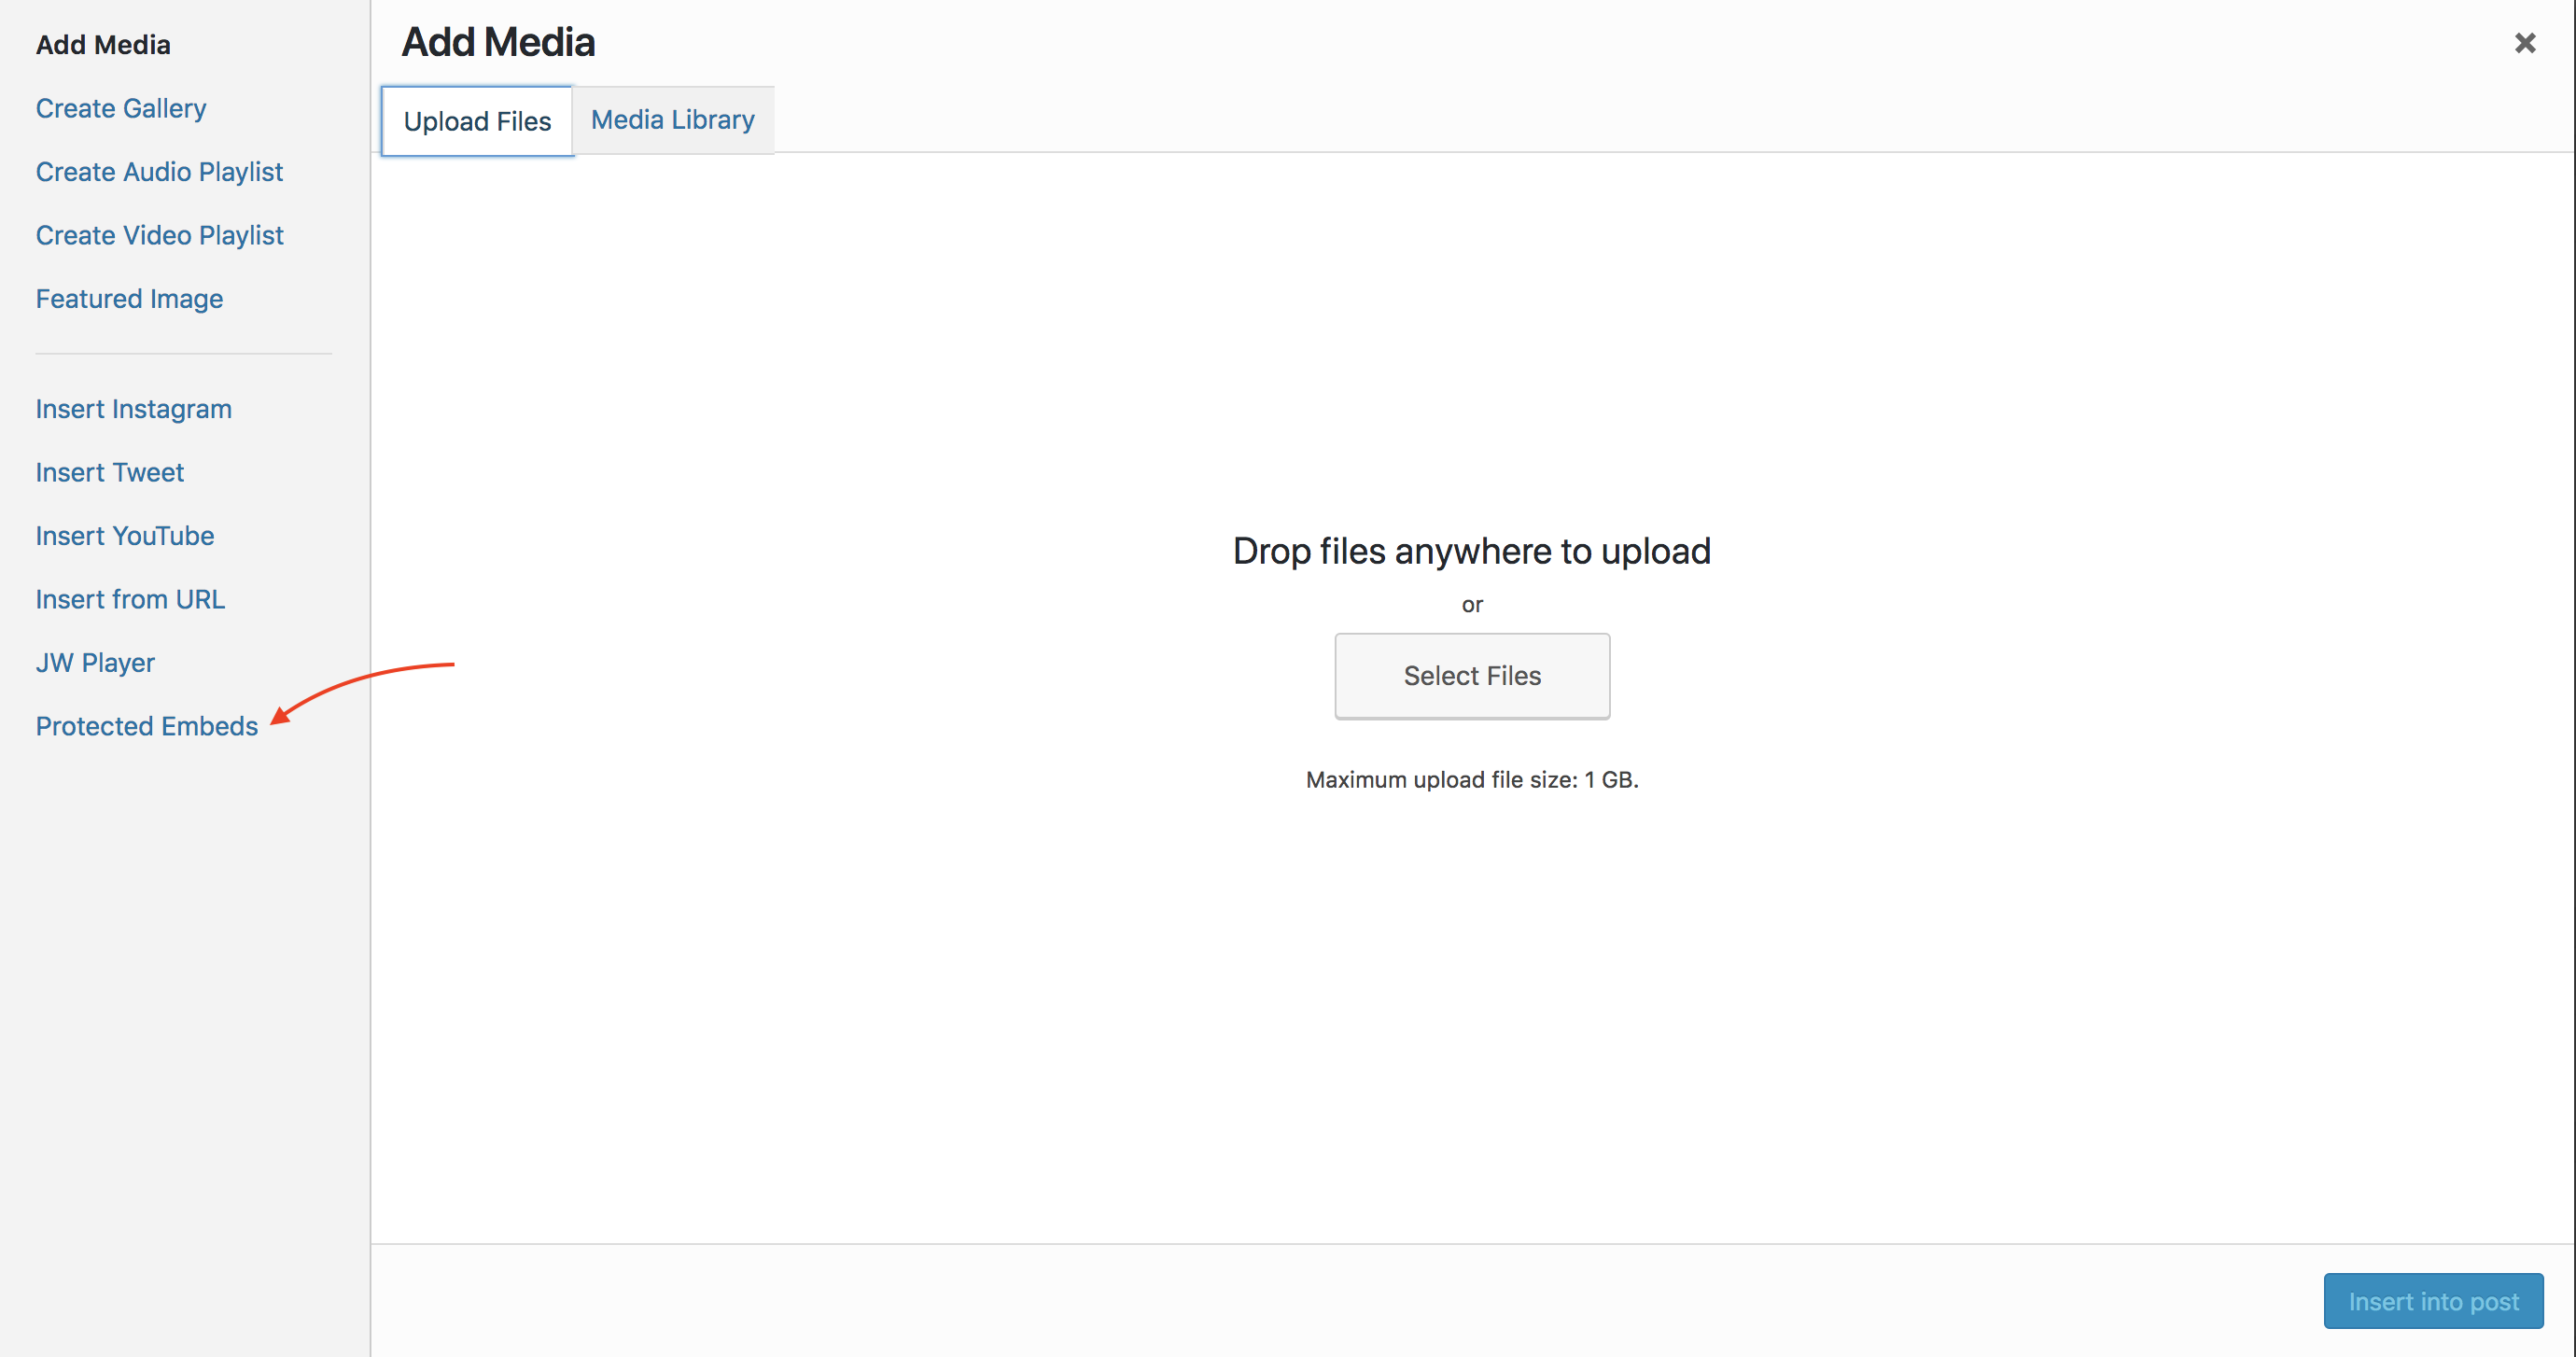 Add Media
Create Gallery
Create Audio Playlist
Create Video Playlist
Featured Image
Insert Instagram
Insert Tweet
Insert YouTube
Insert from URL
JW Player
Protected Embeds
Add Media
Upload Files
Media Library
Drop files anywhere to upload
or
Select Files
Maximum upload file size: 1 GB.
Insert into post